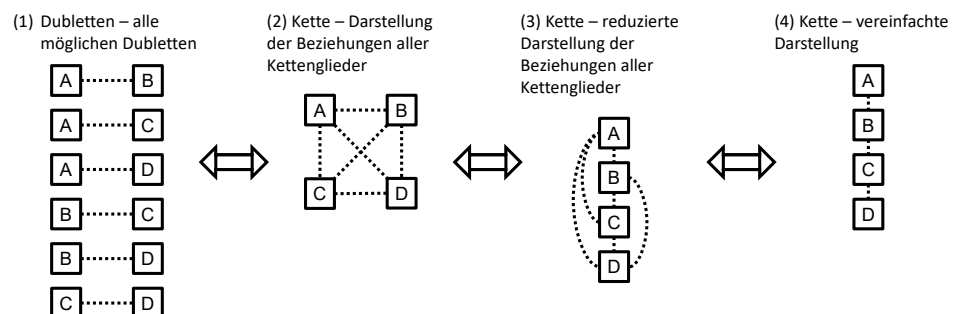 (1) Dubletten – alle
möglichen Dubletten
A B
A C
A D
B C
B D
C D
(2) Kette – Darstellung
der Beziehungen aller
Kettenglieder
A B
C D
(3) Kette – reduzierte
Darstellung der
Beziehungen aller
Kettenglieder
A
B
C
D
(4) Kette – vereinfachte
Darstellung
A
B
C
D